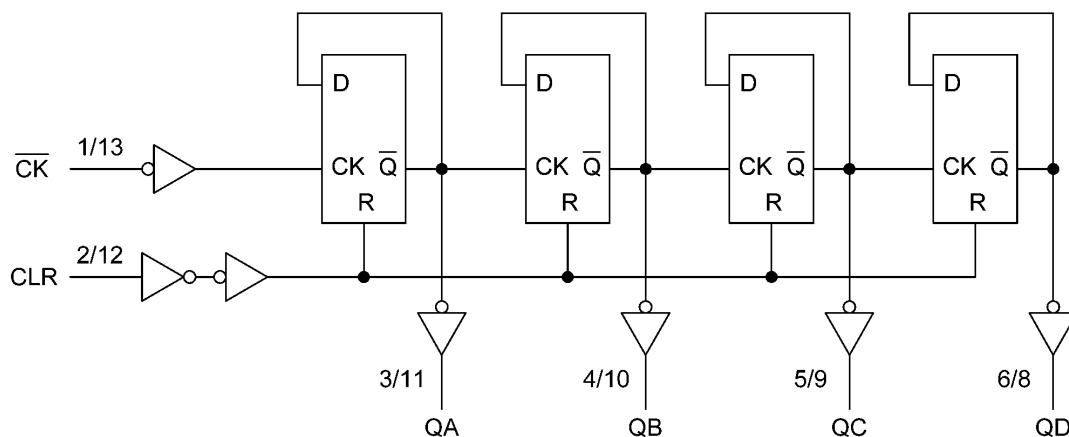 D D D D
C̅K̅ 1/13 CK Q̅ CK Q̅ CK Q̅ CK Q̅
R R R R
CLR 2/12
3/11 4/10 5/9 6/8
QA QB QC QD